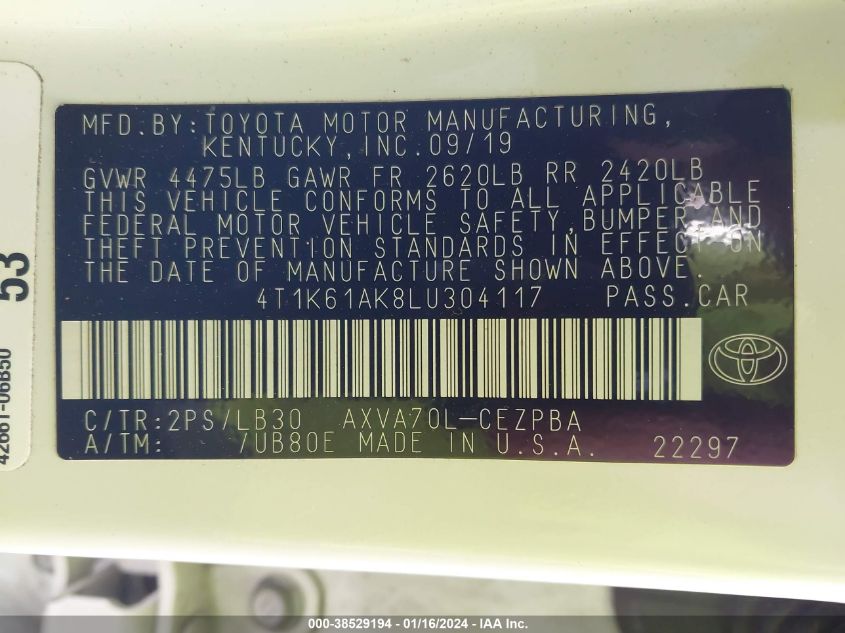 MFD.BY:TOYOTA MOTOR MANUFACTURING,
KENTUCKY,INC.09/19
GVWR 4475LB GAWR FR 2620LB RR 2420LB
THIS VEHICLE CONFORMS TO ALL APPLICABLE
FEDERAL MOTOR VEHICLE SAFETY,BUMPER,AND
THEFT PREVENTION STANDARDS IN EFFECT ON
THE DATE OF MANUFACTURE SHOWN ABOVE.
4T1K61AK8LU304117 PASS.CAR
C/TR:2PS/LB30 AXVA70L-CEZPBA
A/TM: /UB80E MADE IN U.S.A. 22297
53
42661-06B50
000-38529194 - 01/16/2024 - IAA Inc.